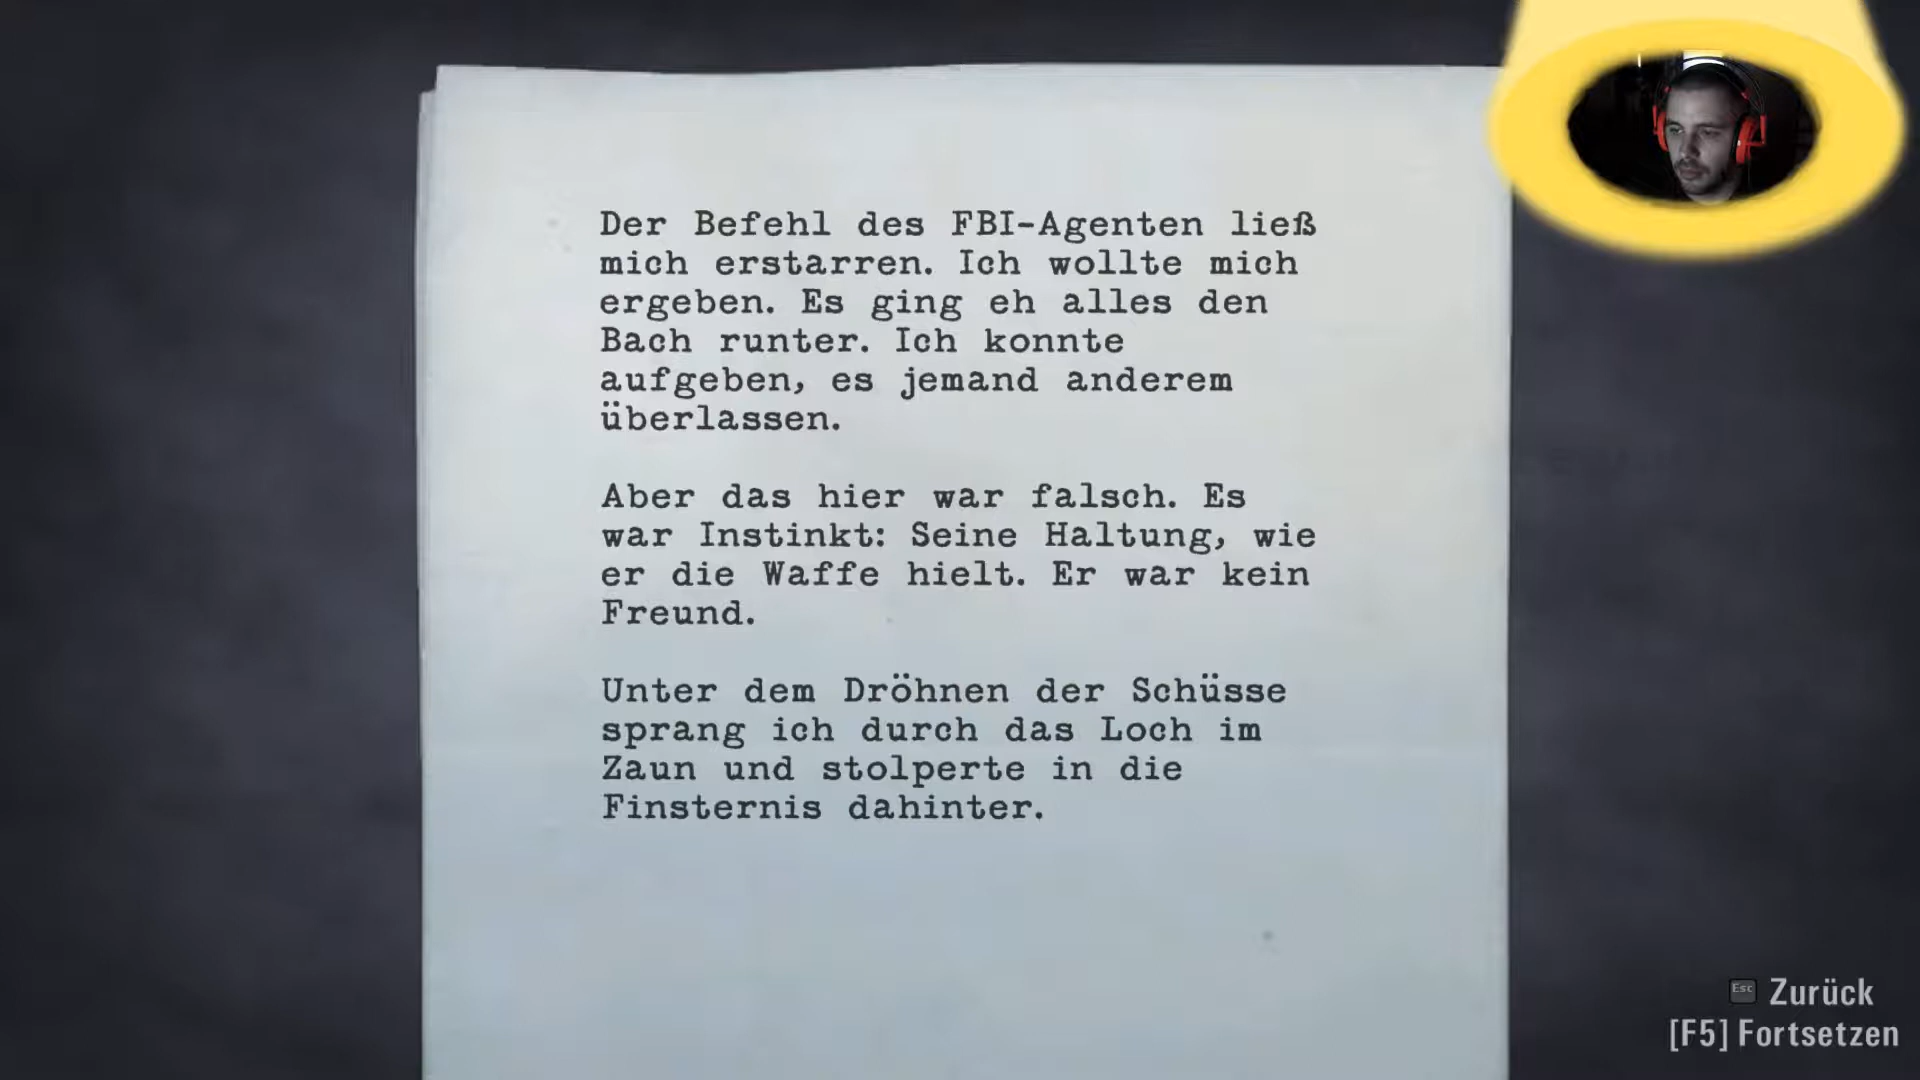 Der Befehl des FBI-Agenten ließ
mich erstarren. Ich wollte mich
ergeben. Es ging eh alles den
Bach runter. Ich konnte
aufgeben, es jemand anderem
überlassen.
Aber das hier war falsch. Es
war Instinkt: Seine Haltung, wie
er die Waffe hielt. Er war kein
Freund.
Unter dem Dröhnen der Schüsse
sprang ich durch das Loch im
Zaun und stolperte in die
Finsternis dahinter.
Esc Zurück
[F5] Fortsetzen